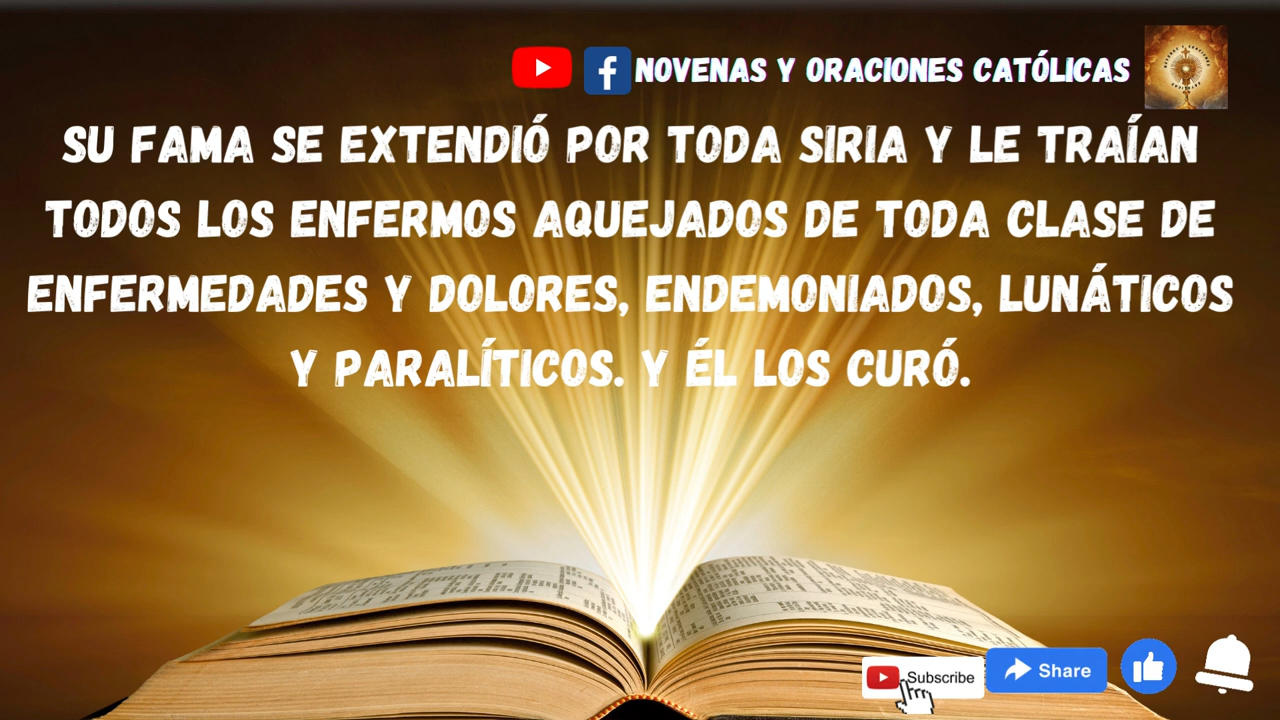 NOVENAS Y ORACIONES CATÓLICAS
SU FAMA SE EXTENDIÓ POR TODA SIRIA Y LE TRAÍAN
TODOS LOS ENFERMOS AQUEJADOS DE TODA CLASE DE
ENFERMEDADES Y DOLORES, ENDEMONIADOS, LUNÁTICOS
Y PARALÍTICOS. Y ÉL LOS CURÓ.
Subscribe
Share